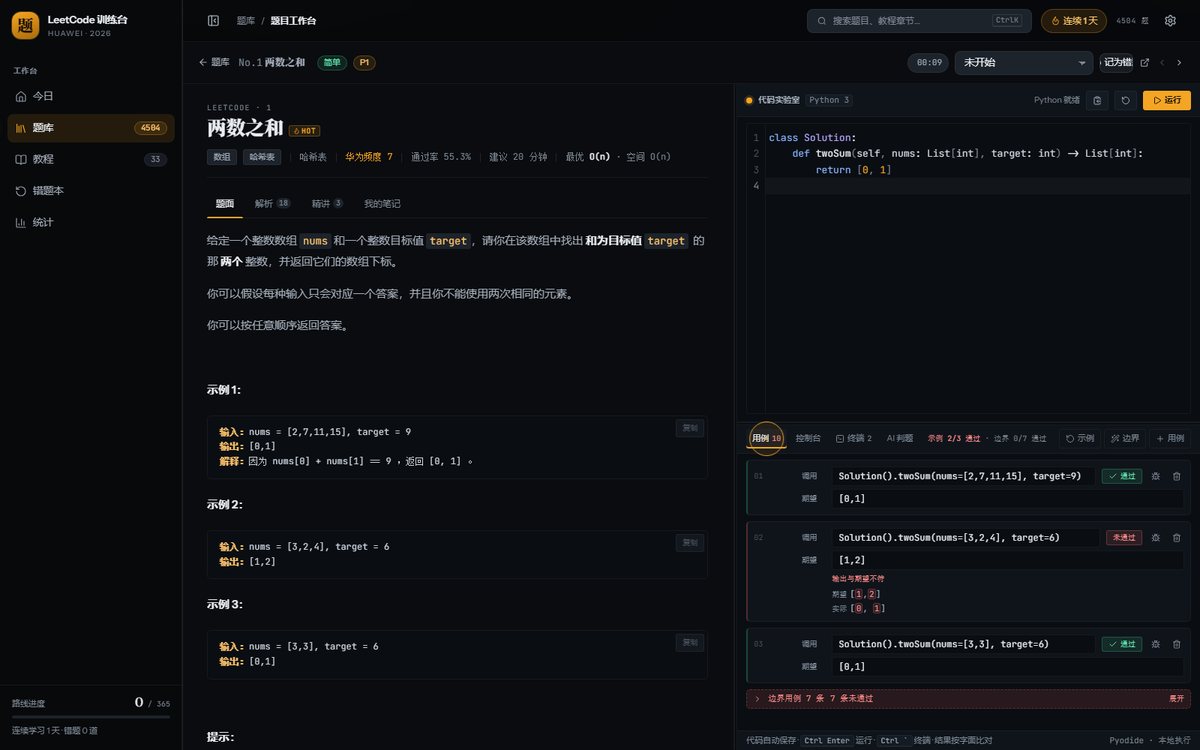 题
LeetCode 训练台
HUAWEI · 2026
工作台
今日
题库 4504
教程 33
错题本
统计
路线进度 0 / 365
连续学习 1 天 · 错题 0 道
题库 / 题目工作台
搜索题目、教程章节… Ctrl K
连续 1 天
4504 题
← 题库 No.1 两数之和 简单 P1
00:09 未开始 记为错
LEETCODE · 1
两数之和 HOT
数组 哈希表 哈希表 华为频度 7 通过率 55.3% 建议 20 分钟 最优 O(n) · 空间 O(n)
题面 解析 18 精讲 3 我的笔记
给定一个整数数组 nums 和一个整数目标值 target，请你在该数组中找出 和为目标值 target 的
那 两个 整数，并返回它们的数组下标。
你可以假设每种输入只会对应一个答案，并且你不能使用两次相同的元素。
你可以按任意顺序返回答案。
示例 1:
复制
输入: nums = [2,7,11,15], target = 9
输出: [0,1]
解释: 因为 nums[0] + nums[1] == 9 ，返回 [0, 1] 。
示例 2:
复制
输入: nums = [3,2,4], target = 6
输出: [1,2]
示例 3:
复制
输入: nums = [3,3], target = 6
输出: [0,1]
提示:
代码实验室 Python 3
Python 就绪 运行
1 class Solution:
2 def twoSum(self, nums: List[int], target: int) -> List[int]:
3 return [0, 1]
4
用例 10 控制台 终端 2 AI 判题 示例 2/3 通过 · 边界 0/7 通过 示例 边界 + 用例
01 调用 Solution().twoSum(nums=[2,7,11,15], target=9) 通过
期望 [0,1]
02 调用 Solution().twoSum(nums=[3,2,4], target=6) 未通过
期望 [1,2]
输出与期望不符
期望 [1,2]
实际 [0, 1]
03 调用 Solution().twoSum(nums=[3,3], target=6) 通过
期望 [0,1]
边界用例 7 条 7 条未通过 展开
代码自动保存· Ctrl Enter 运行· Ctrl ` 终端·结果按字面比对 Pyodide · 本地执行